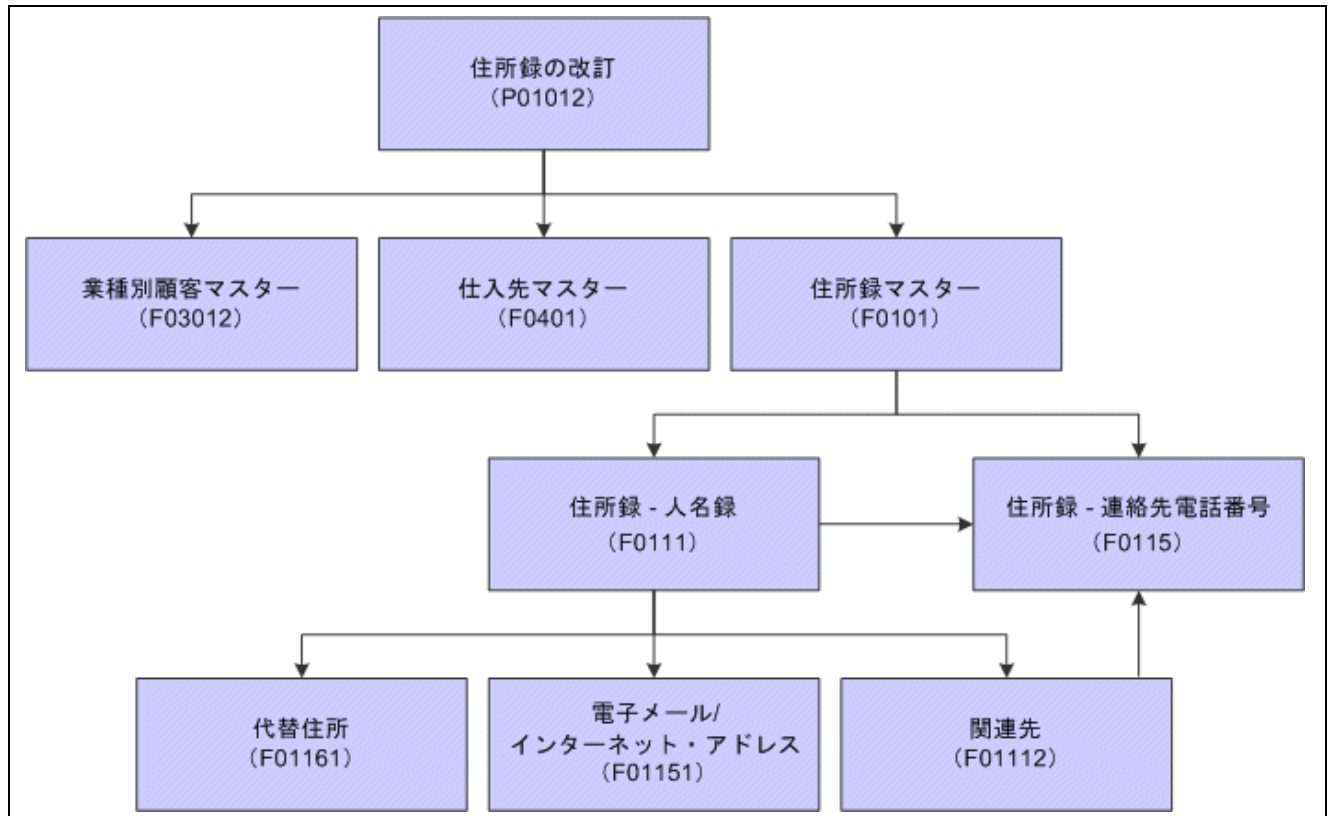 住所録の改訂
（P01012）
業種別顧客マスター
（F03012）
仕入先マスター
（F0401）
住所録マスター
（F0101）
住所録 - 人名録
（F0111）
住所録 - 連絡先電話番号
（F0115）
代替住所
（F01161）
電子メール/
インターネット・アドレス
（F01151）
関連先
（F01112）